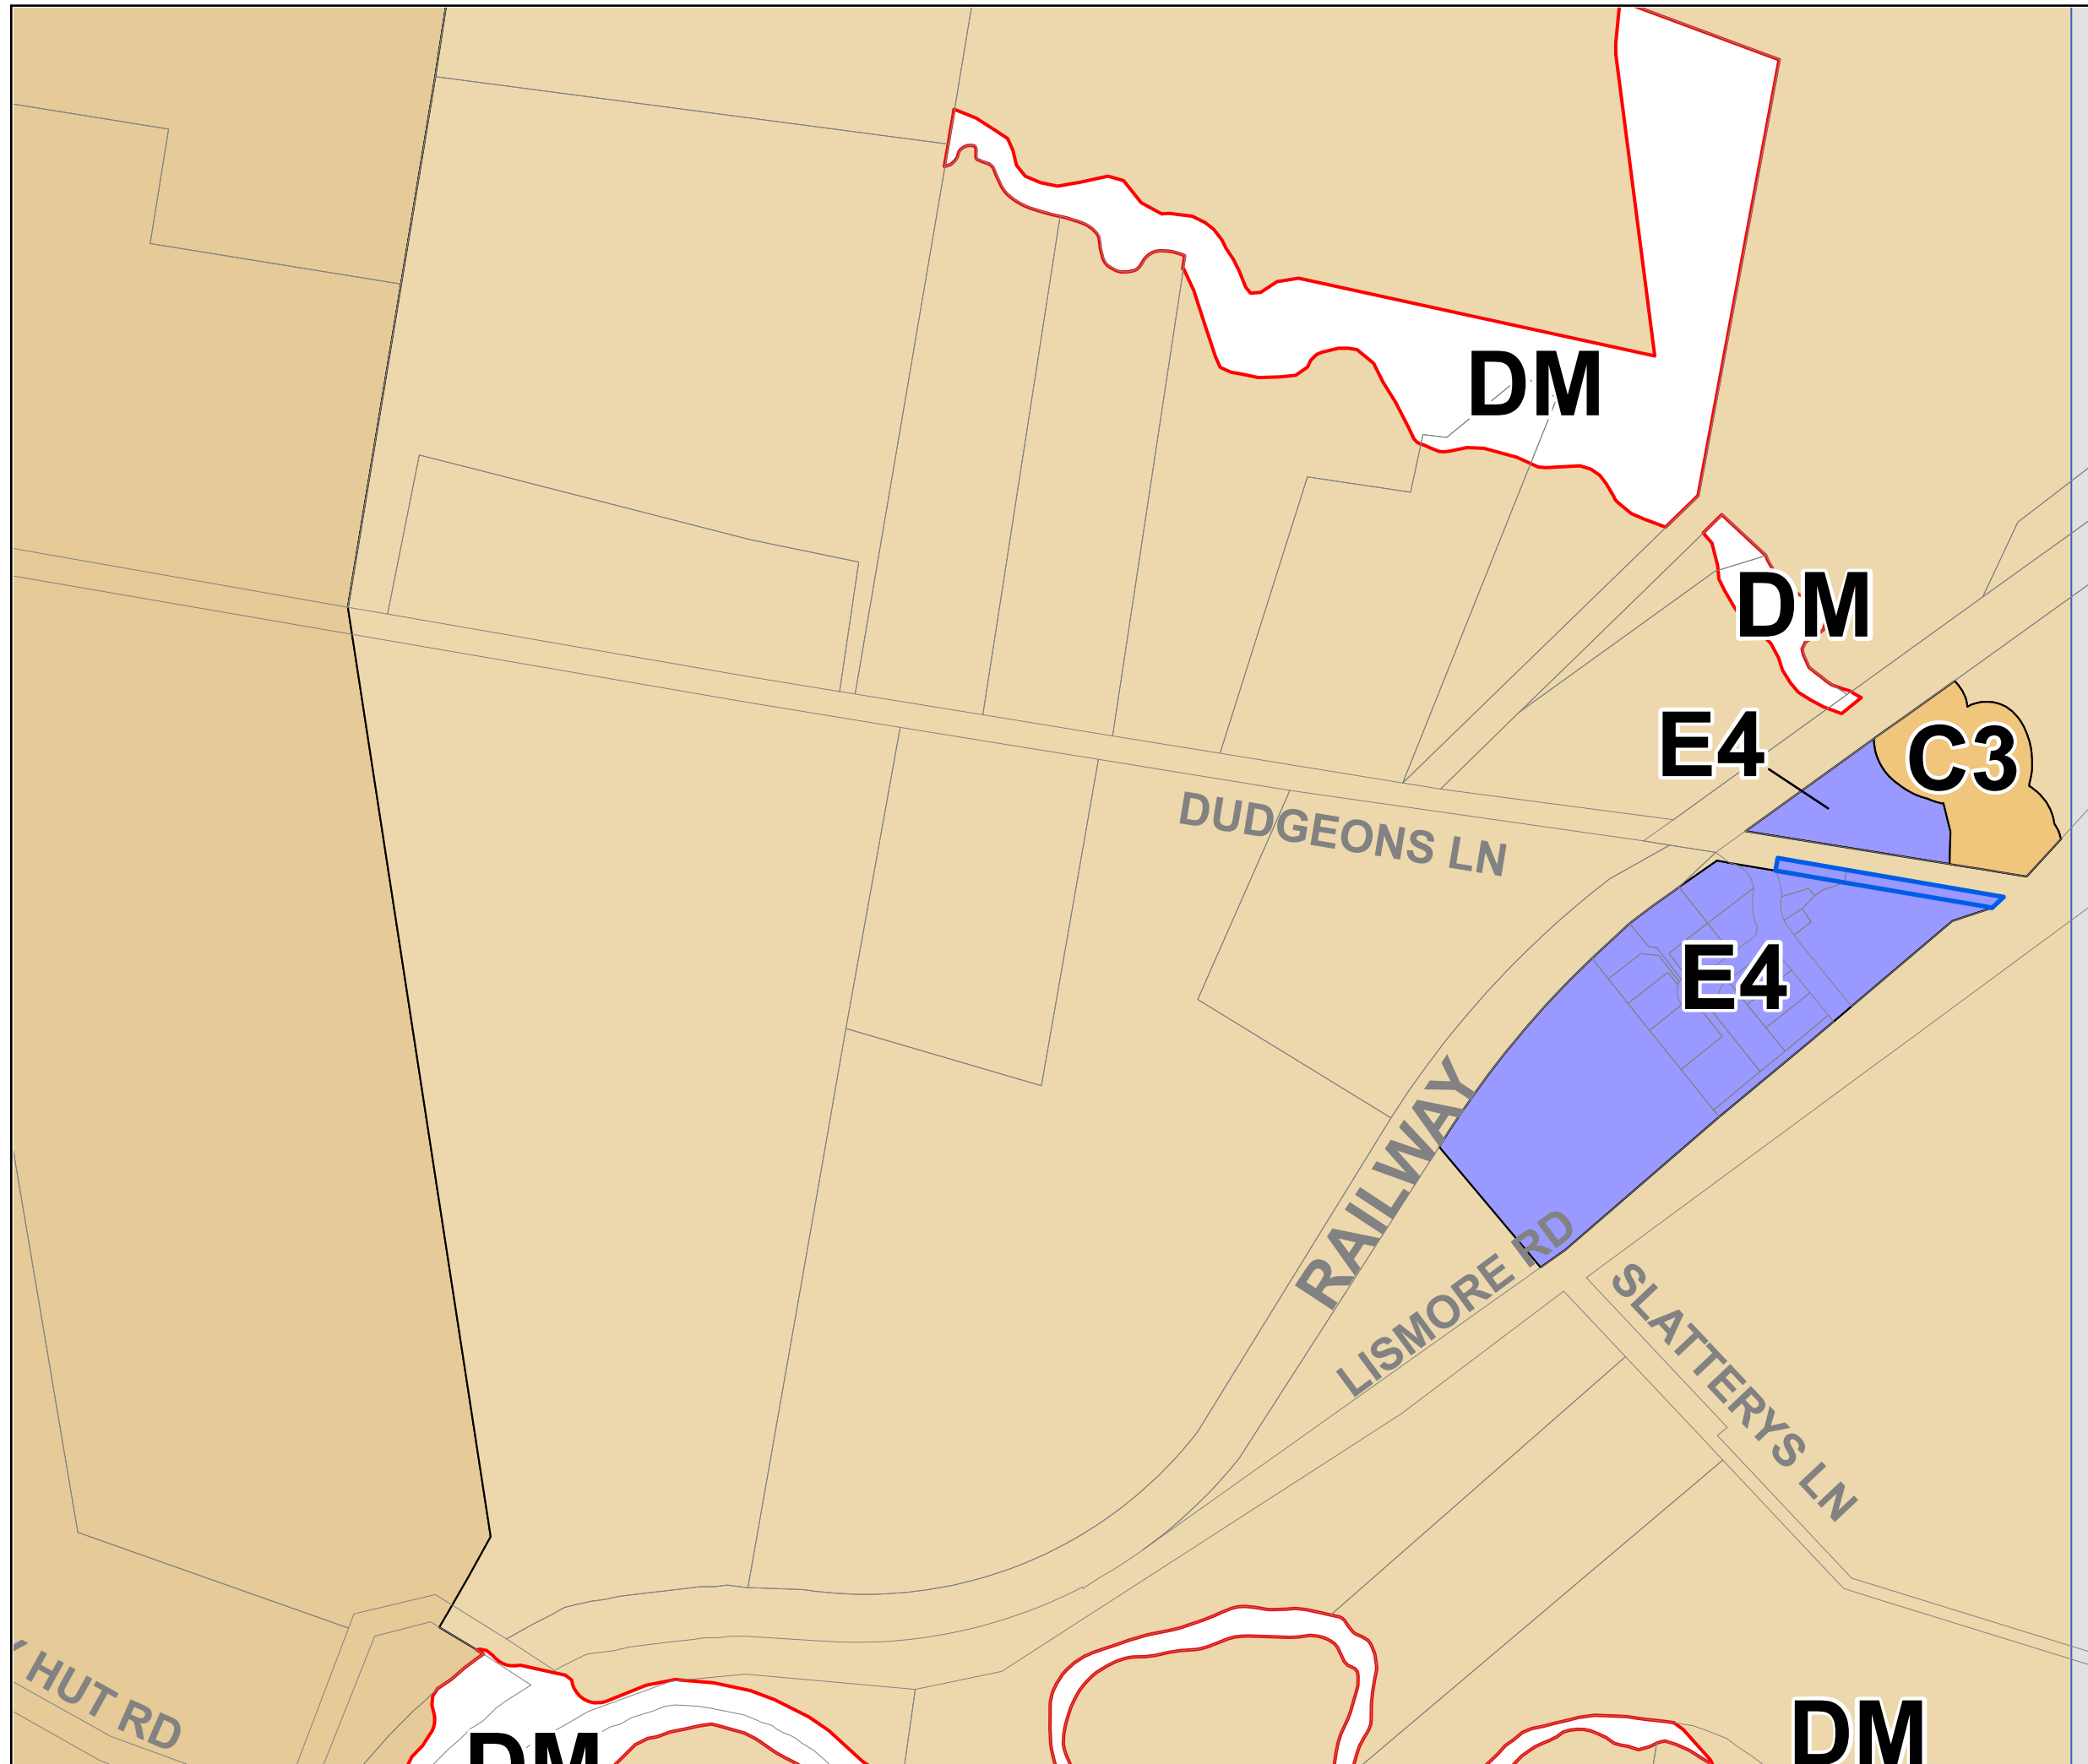 DM
DM
E4
C3
DUDGEONS LN
E4
RAILWAY
LISMORE RD
SLATTERYS LN
HUT RD
DM
DM